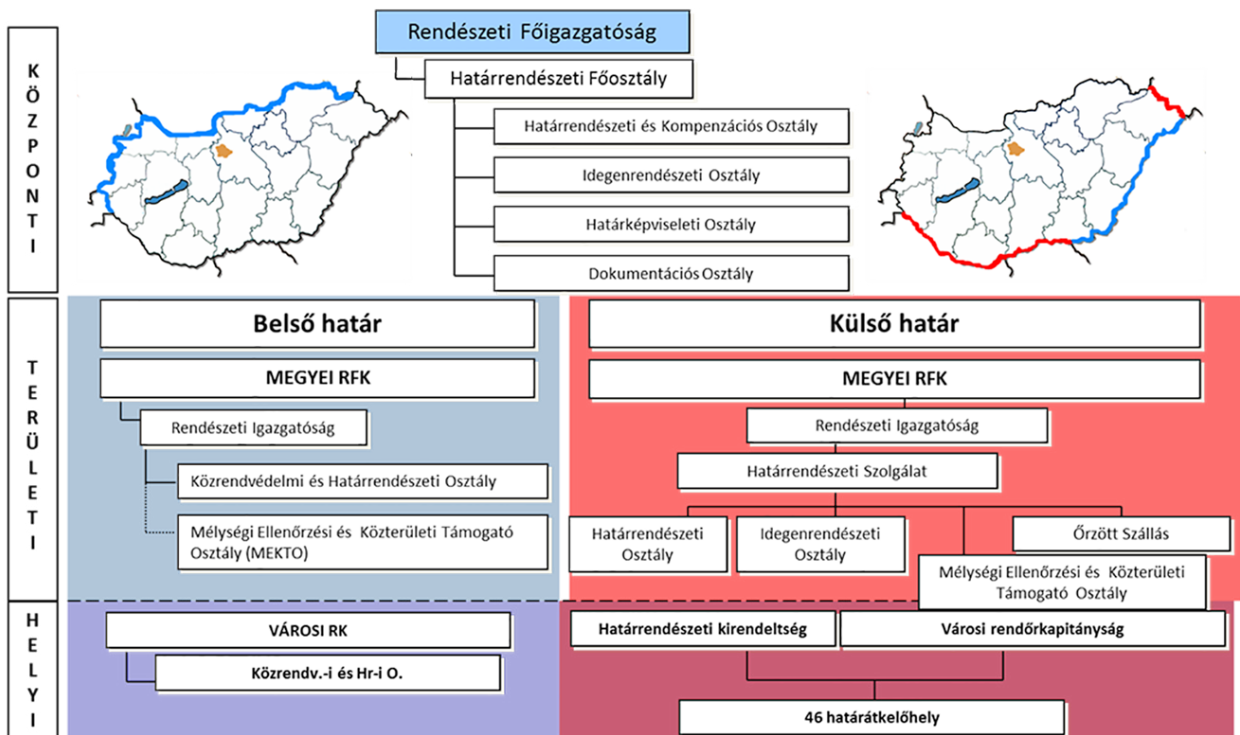 KÖZPONTI
Rendészeti Főigazgatóság
Határrendészeti Főosztály
Határrendészeti és Kompenzációs Osztály
Idegenrendészeti Osztály
Határképviseleti Osztály
Dokumentációs Osztály
TERÜLETI
Belső határ
MEGYEI RFK
Rendészeti Igazgatóság
Közrendvédelmi és Határrendészeti Osztály
Mélységi Ellenőrzési és Közterületi Támogató
Osztály (MEKTO)
Külső határ
MEGYEI RFK
Rendészeti Igazgatóság
Határrendészeti Szolgálat
Határrendészeti
Osztály
Idegenrendészeti
Osztály
Őrzött Szállás
Mélységi Ellenőrzési és Közterületi
Támogató Osztály
HELYI
VÁROSI RK
Közrendv.-i és Hr-i O.
Határrendészeti kirendeltség
Városi rendőrkapitányság
46 határátkelőhely